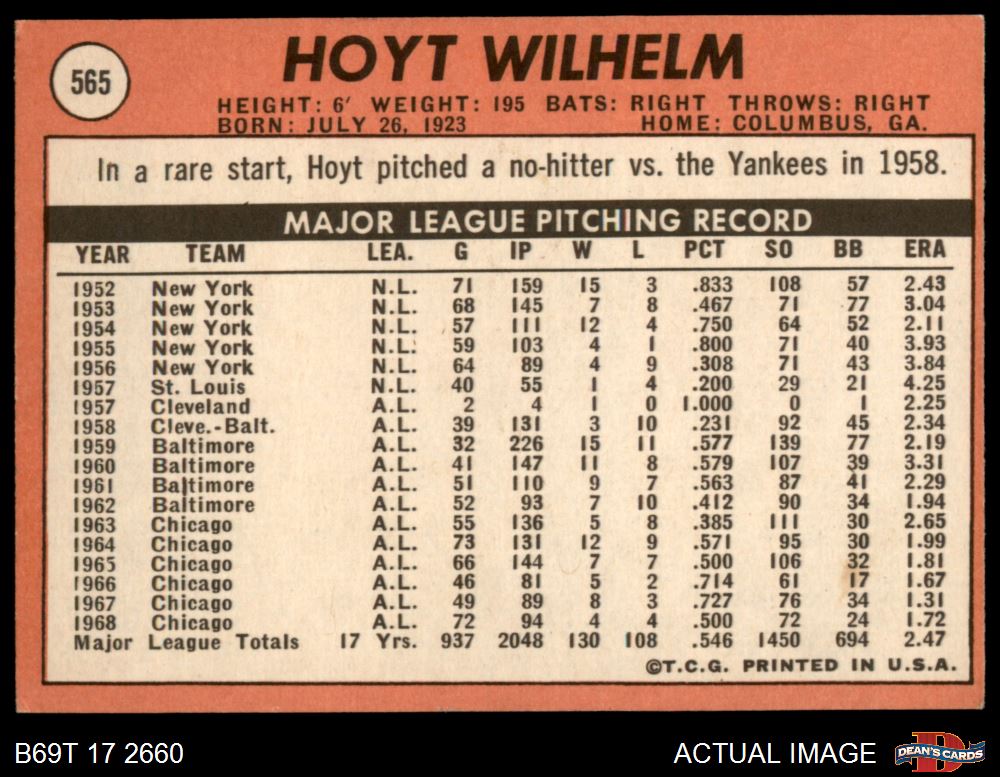 565
HOYT WILHELM
HEIGHT: 6' WEIGHT: 195 BATS: RIGHT THROWS: RIGHT
BORN: JULY 26, 1923 HOME: COLUMBUS, GA.
In a rare start, Hoyt pitched a no-hitter vs. the Yankees in 1958.
MAJOR LEAGUE PITCHING RECORD
YEAR TEAM LEA. G IP W L PCT SO BB ERA
1952 New York N.L. 71 159 15 3 .833 108 57 2.43
1953 New York N.L. 68 145 7 8 .467 71 77 3.04
1954 New York N.L. 57 111 12 4 .750 64 52 2.11
1955 New York N.L. 59 103 4 1 .800 71 40 3.93
1956 New York N.L. 64 89 4 9 .308 71 43 3.84
1957 St. Louis N.L. 40 55 1 4 .200 29 21 4.25
1957 Cleveland A.L. 2 4 1 0 1.000 0 1 2.25
1958 Cleve.-Balt. A.L. 39 131 3 10 .231 92 45 2.34
1959 Baltimore A.L. 32 226 15 11 .577 139 77 2.19
1960 Baltimore A.L. 41 147 11 8 .579 107 39 3.31
1961 Baltimore A.L. 51 110 9 7 .563 87 41 2.29
1962 Baltimore A.L. 52 93 7 10 .412 90 34 1.94
1963 Chicago A.L. 55 136 5 8 .385 111 30 2.65
1964 Chicago A.L. 73 131 12 9 .571 95 30 1.99
1965 Chicago A.L. 66 144 7 7 .500 106 32 1.81
1966 Chicago A.L. 46 81 5 2 .714 61 17 1.67
1967 Chicago A.L. 49 89 8 3 .727 76 34 1.31
1968 Chicago A.L. 72 94 4 4 .500 72 24 1.72
Major League Totals 17 Yrs. 937 2048 130 108 .546 1450 694 2.47
©T.C.G. PRINTED IN U.S.A.
B69T 17 2660 ACTUAL IMAGE
D
DEAN'S CARDS